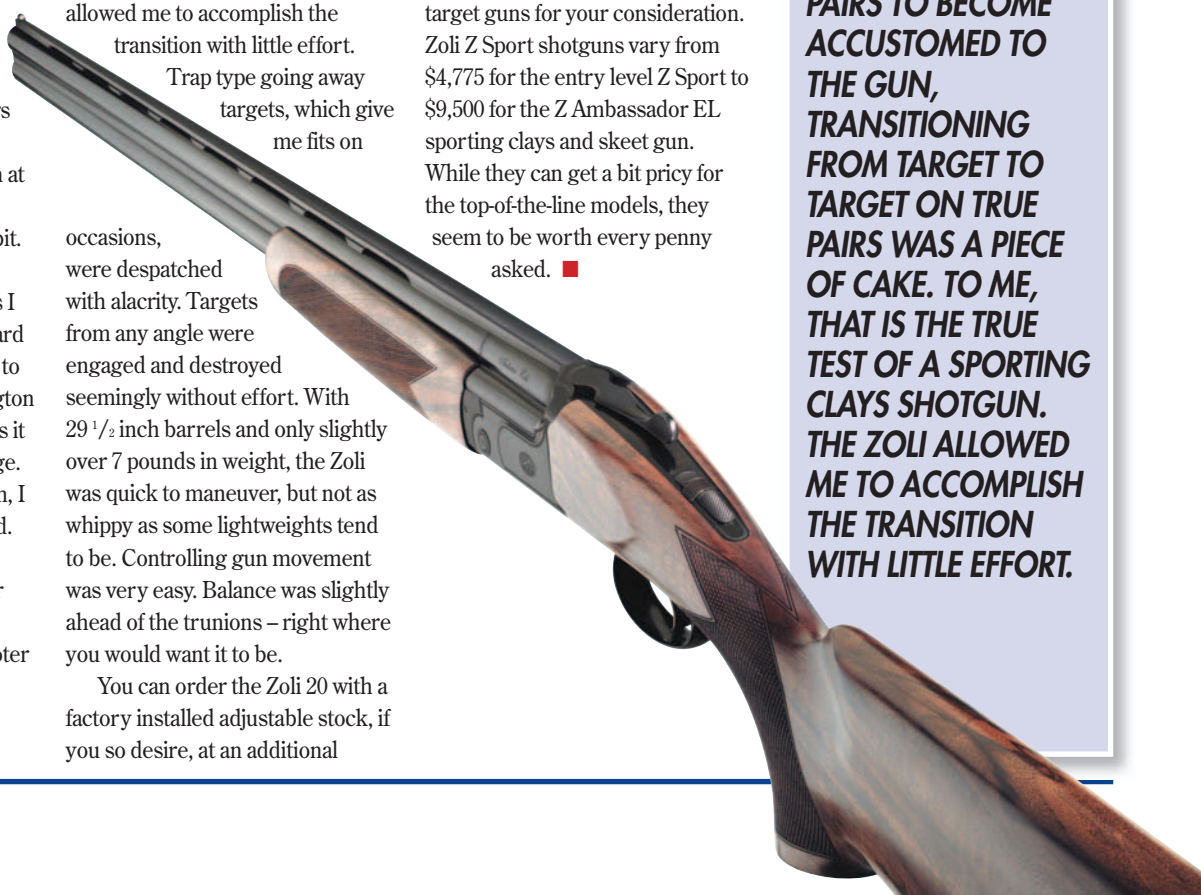 rs
at
bit.
s I
ard
to
gton
s it
ge.
n, I
d.
r
oter
allowed me to accomplish the
transition with little effort.
Trap type going away
targets, which give
me fits on
occasions,
were despatched
with alacrity. Targets
from any angle were
engaged and destroyed
seemingly without effort. With
29 1/2 inch barrels and only slightly
over 7 pounds in weight, the Zoli
was quick to maneuver, but not as
whippy as some lightweights tend
to be. Controlling gun movement
was very easy. Balance was slightly
ahead of the trunions – right where
you would want it to be.
You can order the Zoli 20 with a
factory installed adjustable stock, if
you so desire, at an additional
target guns for your consideration.
Zoli Z Sport shotguns vary from
$4,775 for the entry level Z Sport to
$9,500 for the Z Ambassador EL
sporting clays and skeet gun.
While they can get a bit pricy for
the top-of-the-line models, they
seem to be worth every penny
asked. ■
PAIRS TO BECOME
ACCUSTOMED TO
THE GUN,
TRANSITIONING
FROM TARGET TO
TARGET ON TRUE
PAIRS WAS A PIECE
OF CAKE. TO ME,
THAT IS THE TRUE
TEST OF A SPORTING
CLAYS SHOTGUN.
THE ZOLI ALLOWED
ME TO ACCOMPLISH
THE TRANSITION
WITH LITTLE EFFORT.